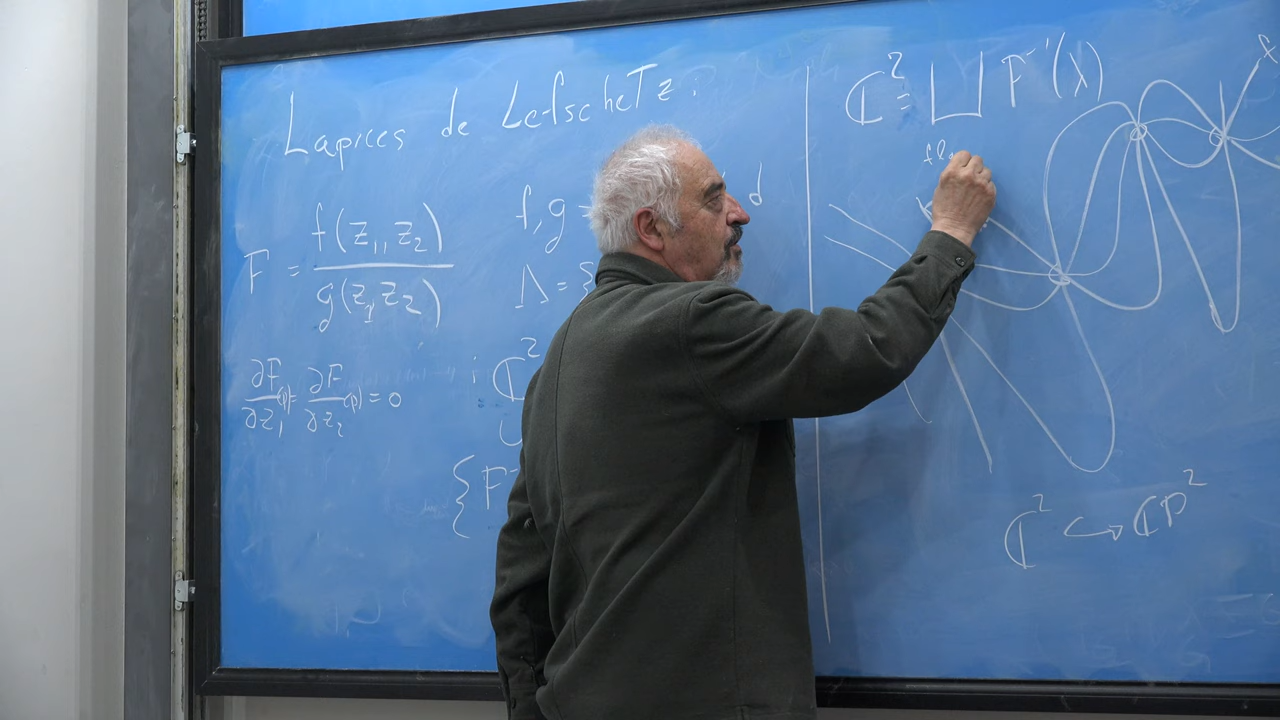 Lapices de Lefschetz:
F = f(z₁, z₂) / g(z₁, z₂)
f, g
d
Λ = {
∂F/∂z₁(p) = ∂F/∂z₂(p) = 0
ℂ²
∪
{F⁻
ℂ² = ⊔ F⁻¹(λ)
ℂ² ↪ ℂP²